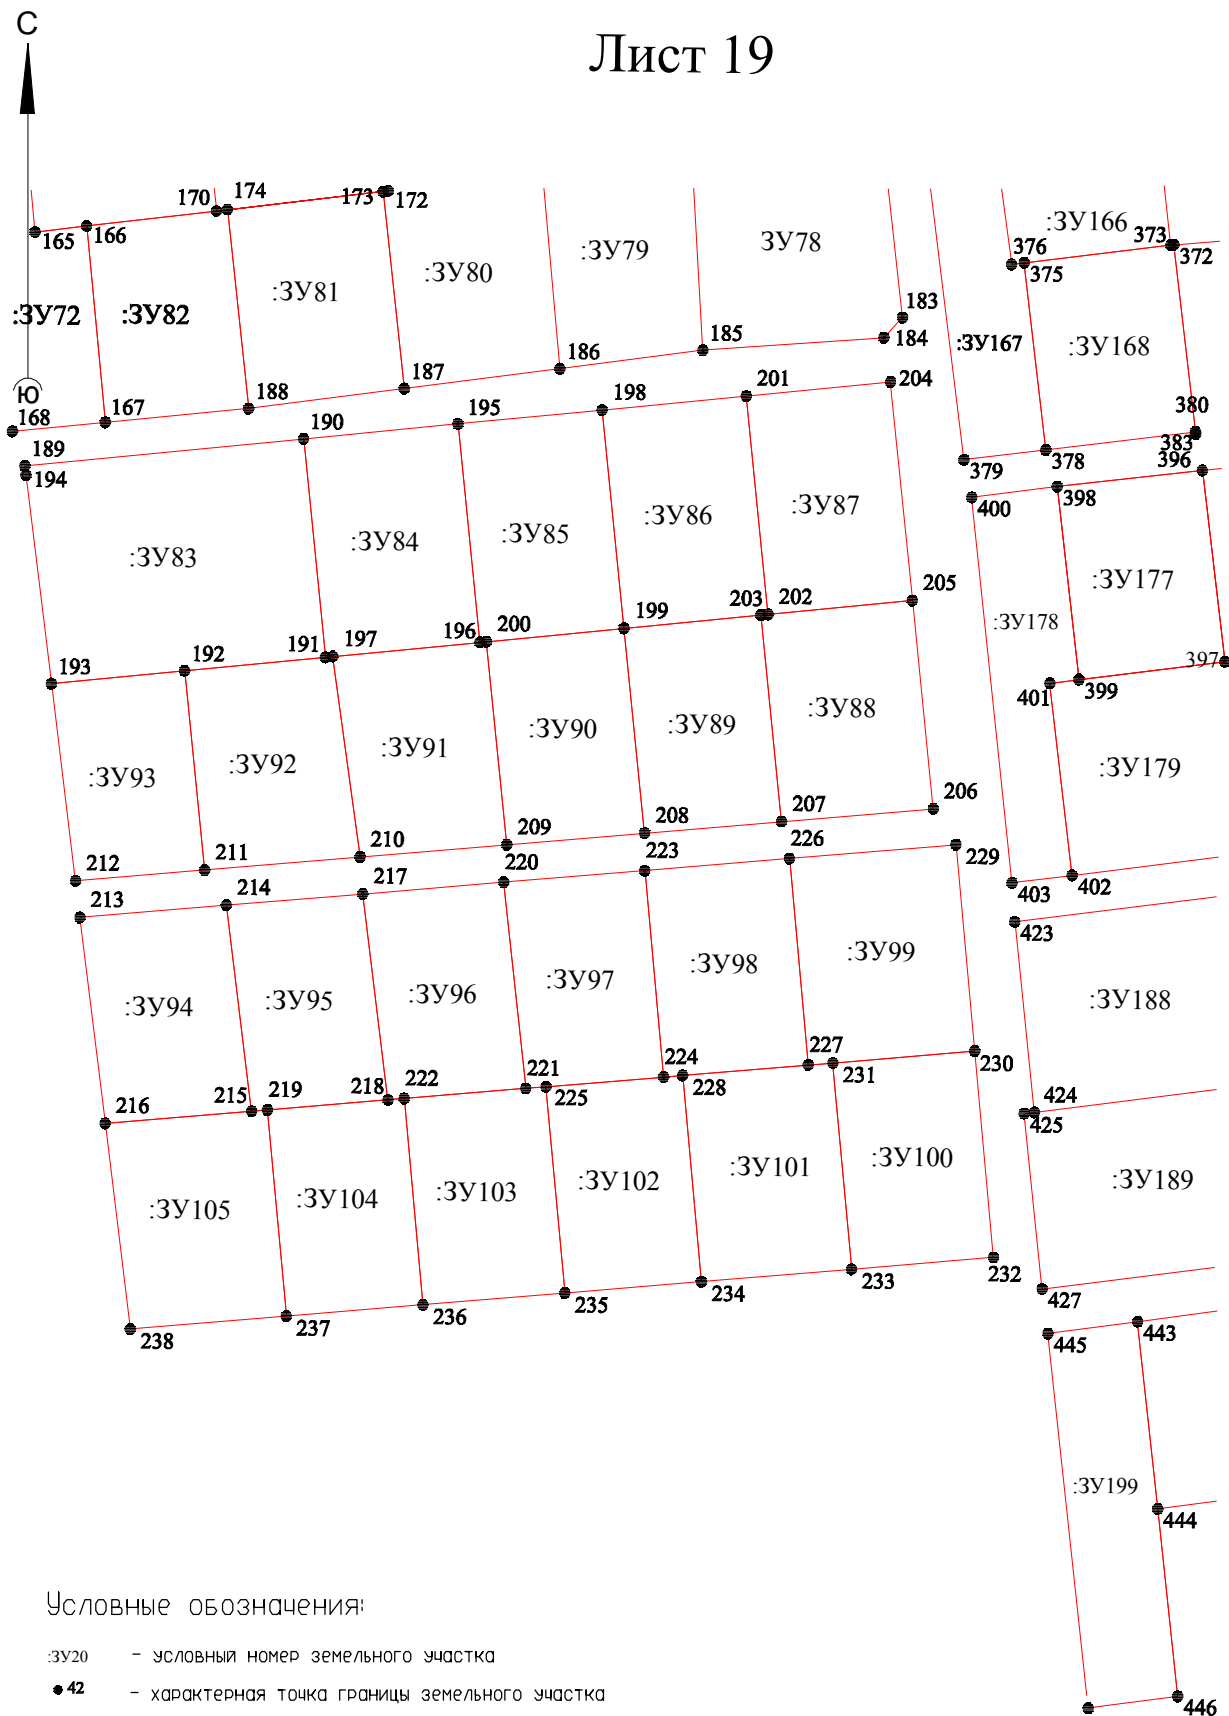 С
Лист 19
170 174 173 172
165 166
:ЗУ166 373 372
376
375
:ЗУ79 ЗУ78
:ЗУ80
:ЗУ81
:ЗУ72 :ЗУ82
183
185 184
:ЗУ167 :ЗУ168
186
187
Ю
188
168 167
204
201
198
195
190
380
383
379 378 396
189
194
400 398
:ЗУ87
:ЗУ86
:ЗУ85
:ЗУ84
:ЗУ83
:ЗУ177
205
203 202
199
196 200
191 197
192
193
:ЗУ178
397
401 399
:ЗУ88
:ЗУ89
:ЗУ90
:ЗУ91
:ЗУ92
:ЗУ93
:ЗУ179
206
207
208
209
210
211
212
226 229
223
220
217
214
213
403 402
423
:ЗУ99
:ЗУ98
:ЗУ97
:ЗУ96
:ЗУ95
:ЗУ94
:ЗУ188
227 230
224 231
221 228
218 222 225
215 219
216
424
425
:ЗУ100
:ЗУ101
:ЗУ102
:ЗУ103
:ЗУ104
:ЗУ105
:ЗУ189
232
233
234
235
236
237
238
427
445 443
:ЗУ199
444
Условные обозначения:
:ЗУ20 - условный номер земельного участка
42 - характерная точка границы земельного участка
446